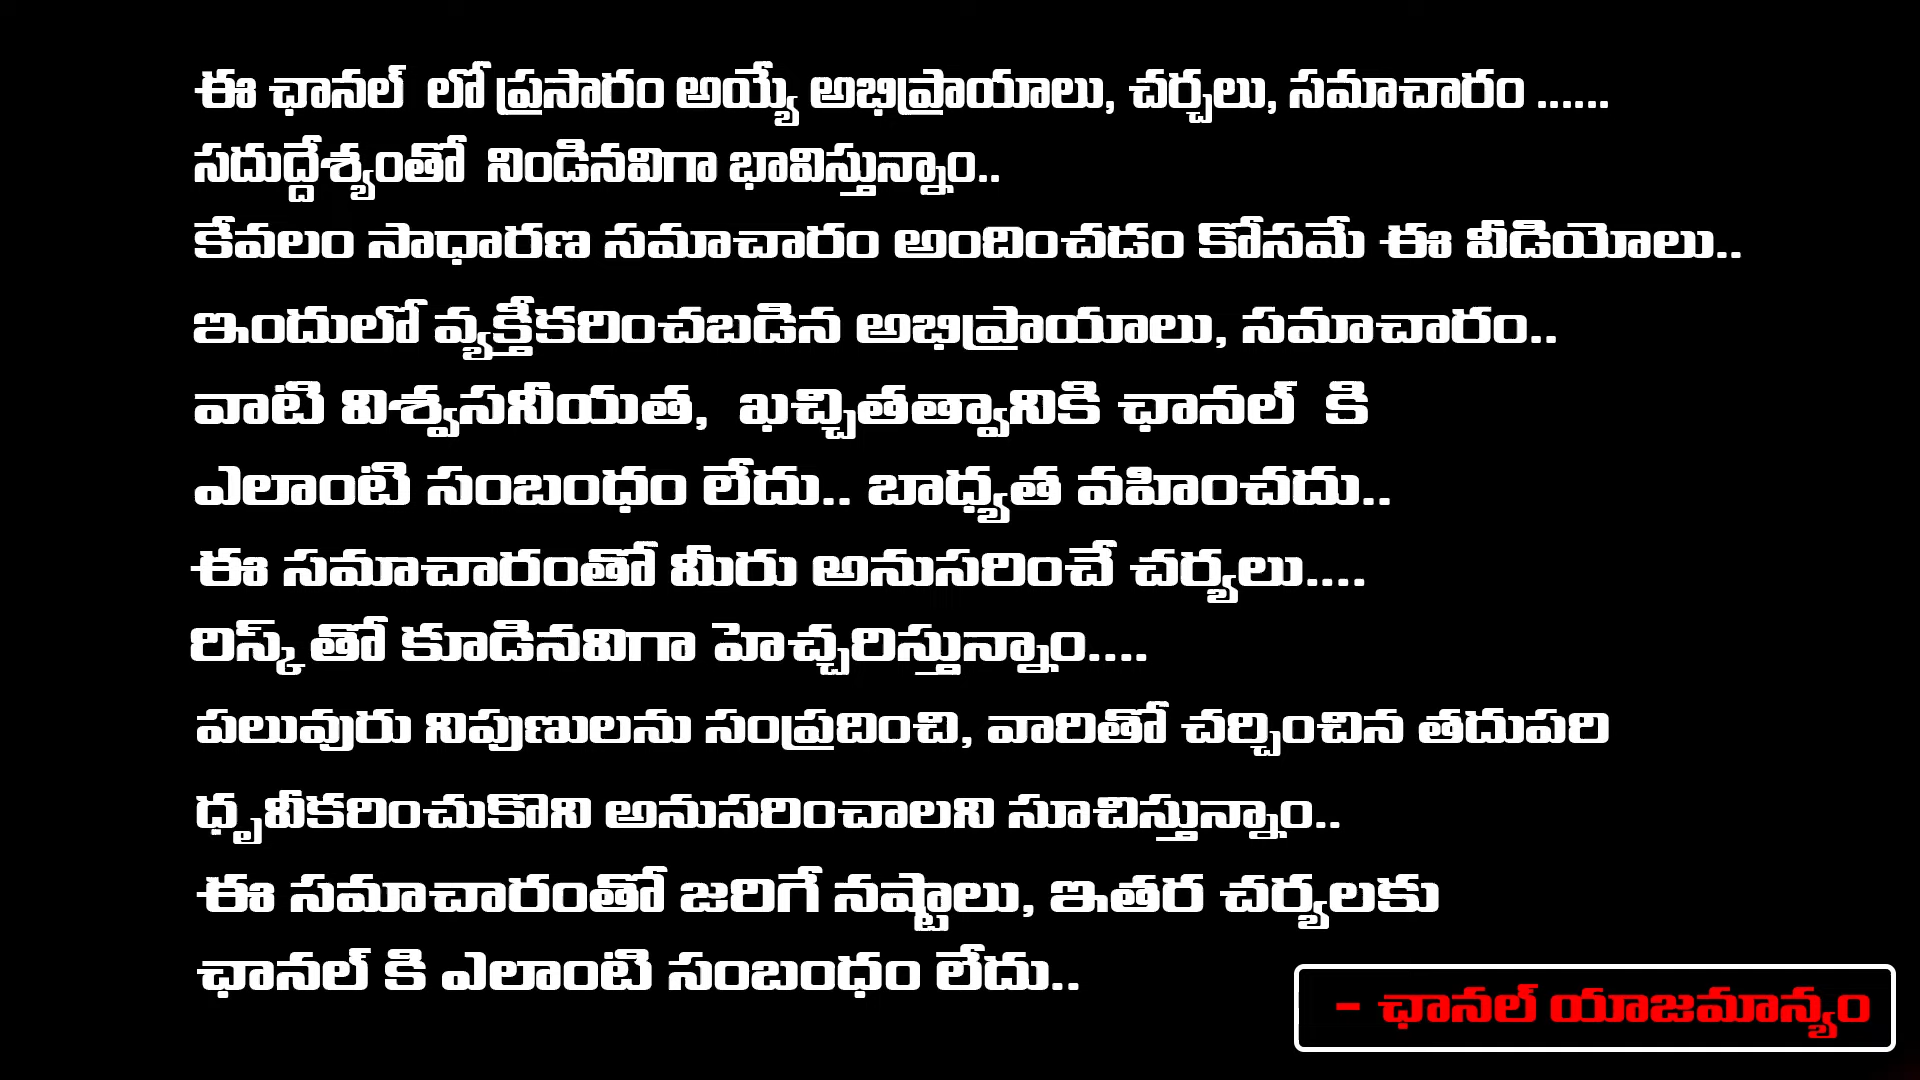 ఈ ఛానల్ లో ప్రసారం అయ్యే అభిప్రాయాలు, చర్చలు, సమాచారం ......
సదుద్దేశ్యంతో నిండినవిగా భావిస్తున్నాం..
కేవలం సాధారణ సమాచారం అందించడం కోసమే ఈ వీడియోలు..
ఇందులో వ్యక్తీకరించబడిన అభిప్రాయాలు, సమాచారం..
వాటి విశ్వసనీయత, ఖచ్చితత్వానికి ఛానల్ కి
ఎలాంటి సంబంధం లేదు.. బాధ్యత వహించదు..
ఈ సమాచారంతో మీరు అనుసరించే చర్యలు....
రిస్క్ తో కూడినవిగా హెచ్చరిస్తున్నాం....
పలువురు నిపుణులను సంప్రదించి, వారితో చర్చించిన తదుపరి
ధృవీకరించుకొని అనుసరించాలని సూచిస్తున్నాం..
ఈ సమాచారంతో జరిగే నష్టాలు, ఇతర చర్యలకు
ఛానల్ కి ఎలాంటి సంబంధం లేదు..
- ఛానల్ యాజమాన్యం